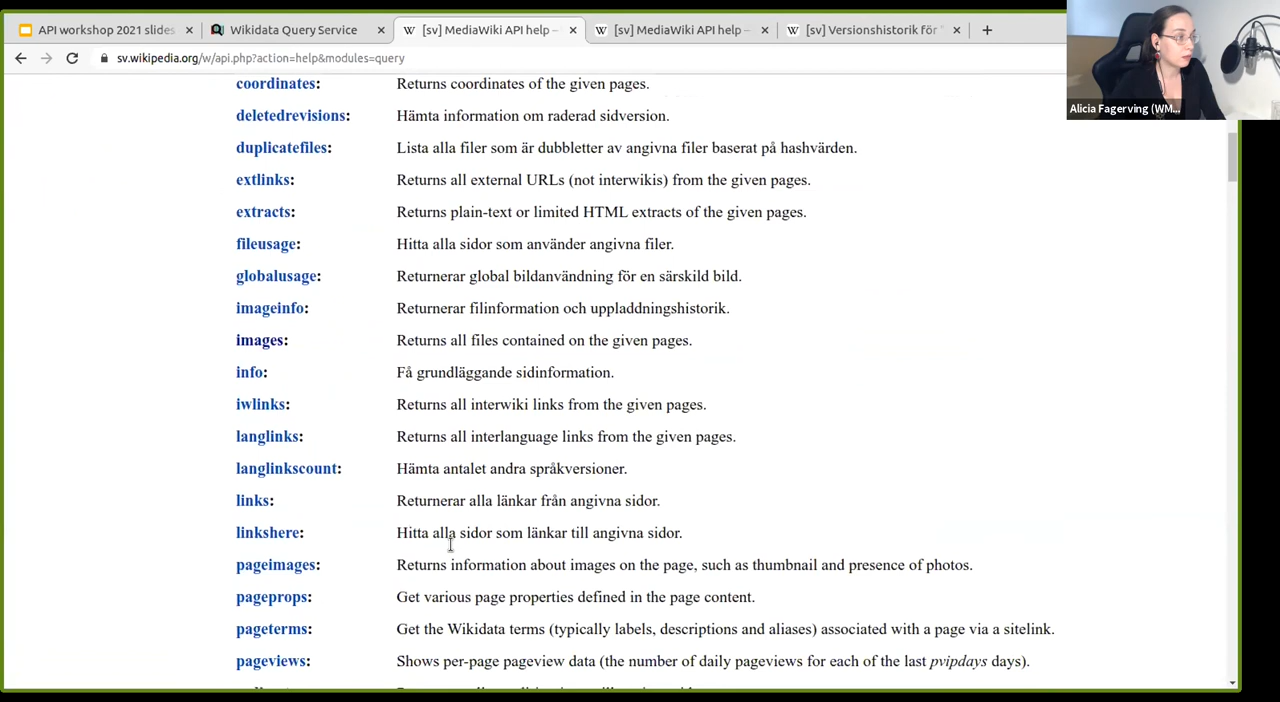 API workshop 2021 slides
Wikidata Query Service
[sv] MediaWiki API help –
[sv] MediaWiki API help –
[sv] Versionshistorik för "
sv.wikipedia.org/w/api.php?action=help&modules=query
Alicia Fagerving (WM...
coordinates: Returns coordinates of the given pages.
deletedrevisions: Hämta information om raderad sidversion.
duplicatefiles: Lista alla filer som är dubbletter av angivna filer baserat på hashvärden.
extlinks: Returns all external URLs (not interwikis) from the given pages.
extracts: Returns plain-text or limited HTML extracts of the given pages.
fileusage: Hitta alla sidor som använder angivna filer.
globalusage: Returnerar global bildanvändning för en särskild bild.
imageinfo: Returnerar filinformation och uppladdningshistorik.
images: Returns all files contained on the given pages.
info: Få grundläggande sidinformation.
iwlinks: Returns all interwiki links from the given pages.
langlinks: Returns all interlanguage links from the given pages.
langlinkscount: Hämta antalet andra språkversioner.
links: Returnerar alla länkar från angivna sidor.
linkshere: Hitta alla sidor som länkar till angivna sidor.
pageimages: Returns information about images on the page, such as thumbnail and presence of photos.
pageprops: Get various page properties defined in the page content.
pageterms: Get the Wikidata terms (typically labels, descriptions and aliases) associated with a page via a sitelink.
pageviews: Shows per-page pageview data (the number of daily pageviews for each of the last pvipdays days).